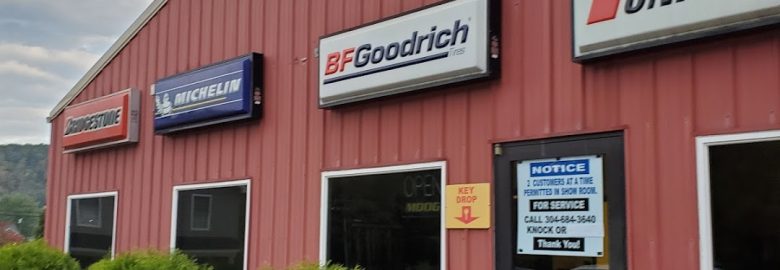 BRIDGESTONE
MICHELIN
BFGoodrich
Tires
OPEN
KEY
DROP
NOTICE
2 CUSTOMERS AT A TIME
PERMITTED IN SHOW ROOM.
FOR SERVICE
CALL 304-684-3640
KNOCK OR
Thank You!